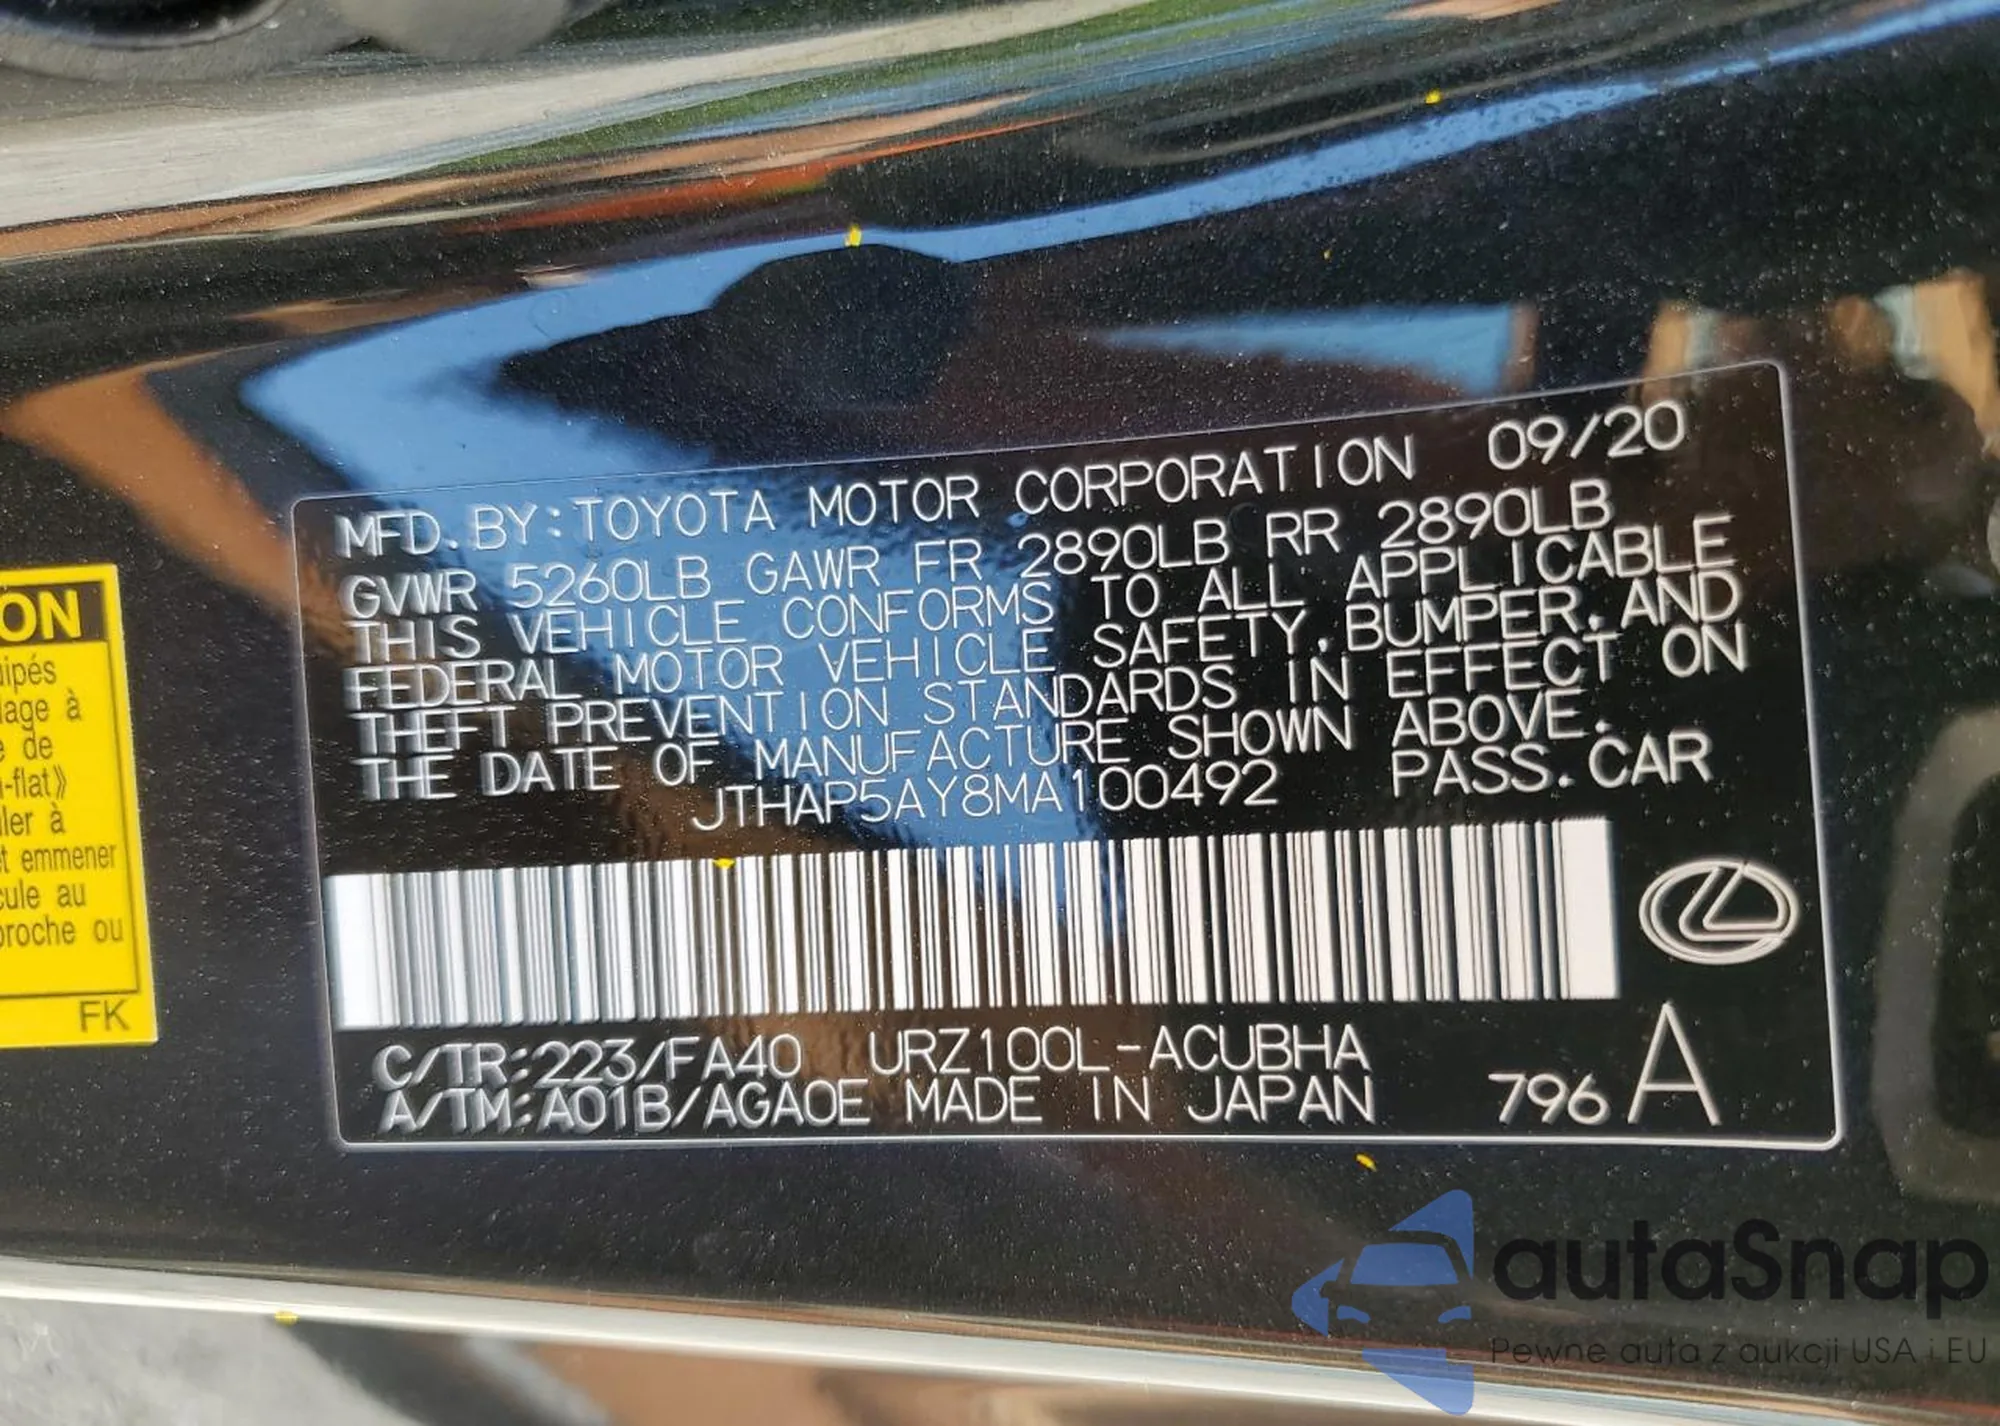 MFD. BY: TOYOTA MOTOR CORPORATION 09/20
GVWR 5260LB GAWR FR 2890LB RR 2890LB
THIS VEHICLE CONFORMS TO ALL APPLICABLE
FEDERAL MOTOR VEHICLE SAFETY, BUMPER, AND
THEFT PREVENTION STANDARDS IN EFFECT ON
THE DATE OF MANUFACTURE SHOWN ABOVE.
JTHAP5AY8MA100492 PASS. CAR
C/TR:223/FA40 URZ100L-ACUBHA
A/TM:A01B/AGA0E MADE IN JAPAN 796 A
ON
uipés
lage à
e de
-flat》
ler à
t emmener
cule au
proche ou
FK
autaSnap
Pewne auta z aukcji USA i EU